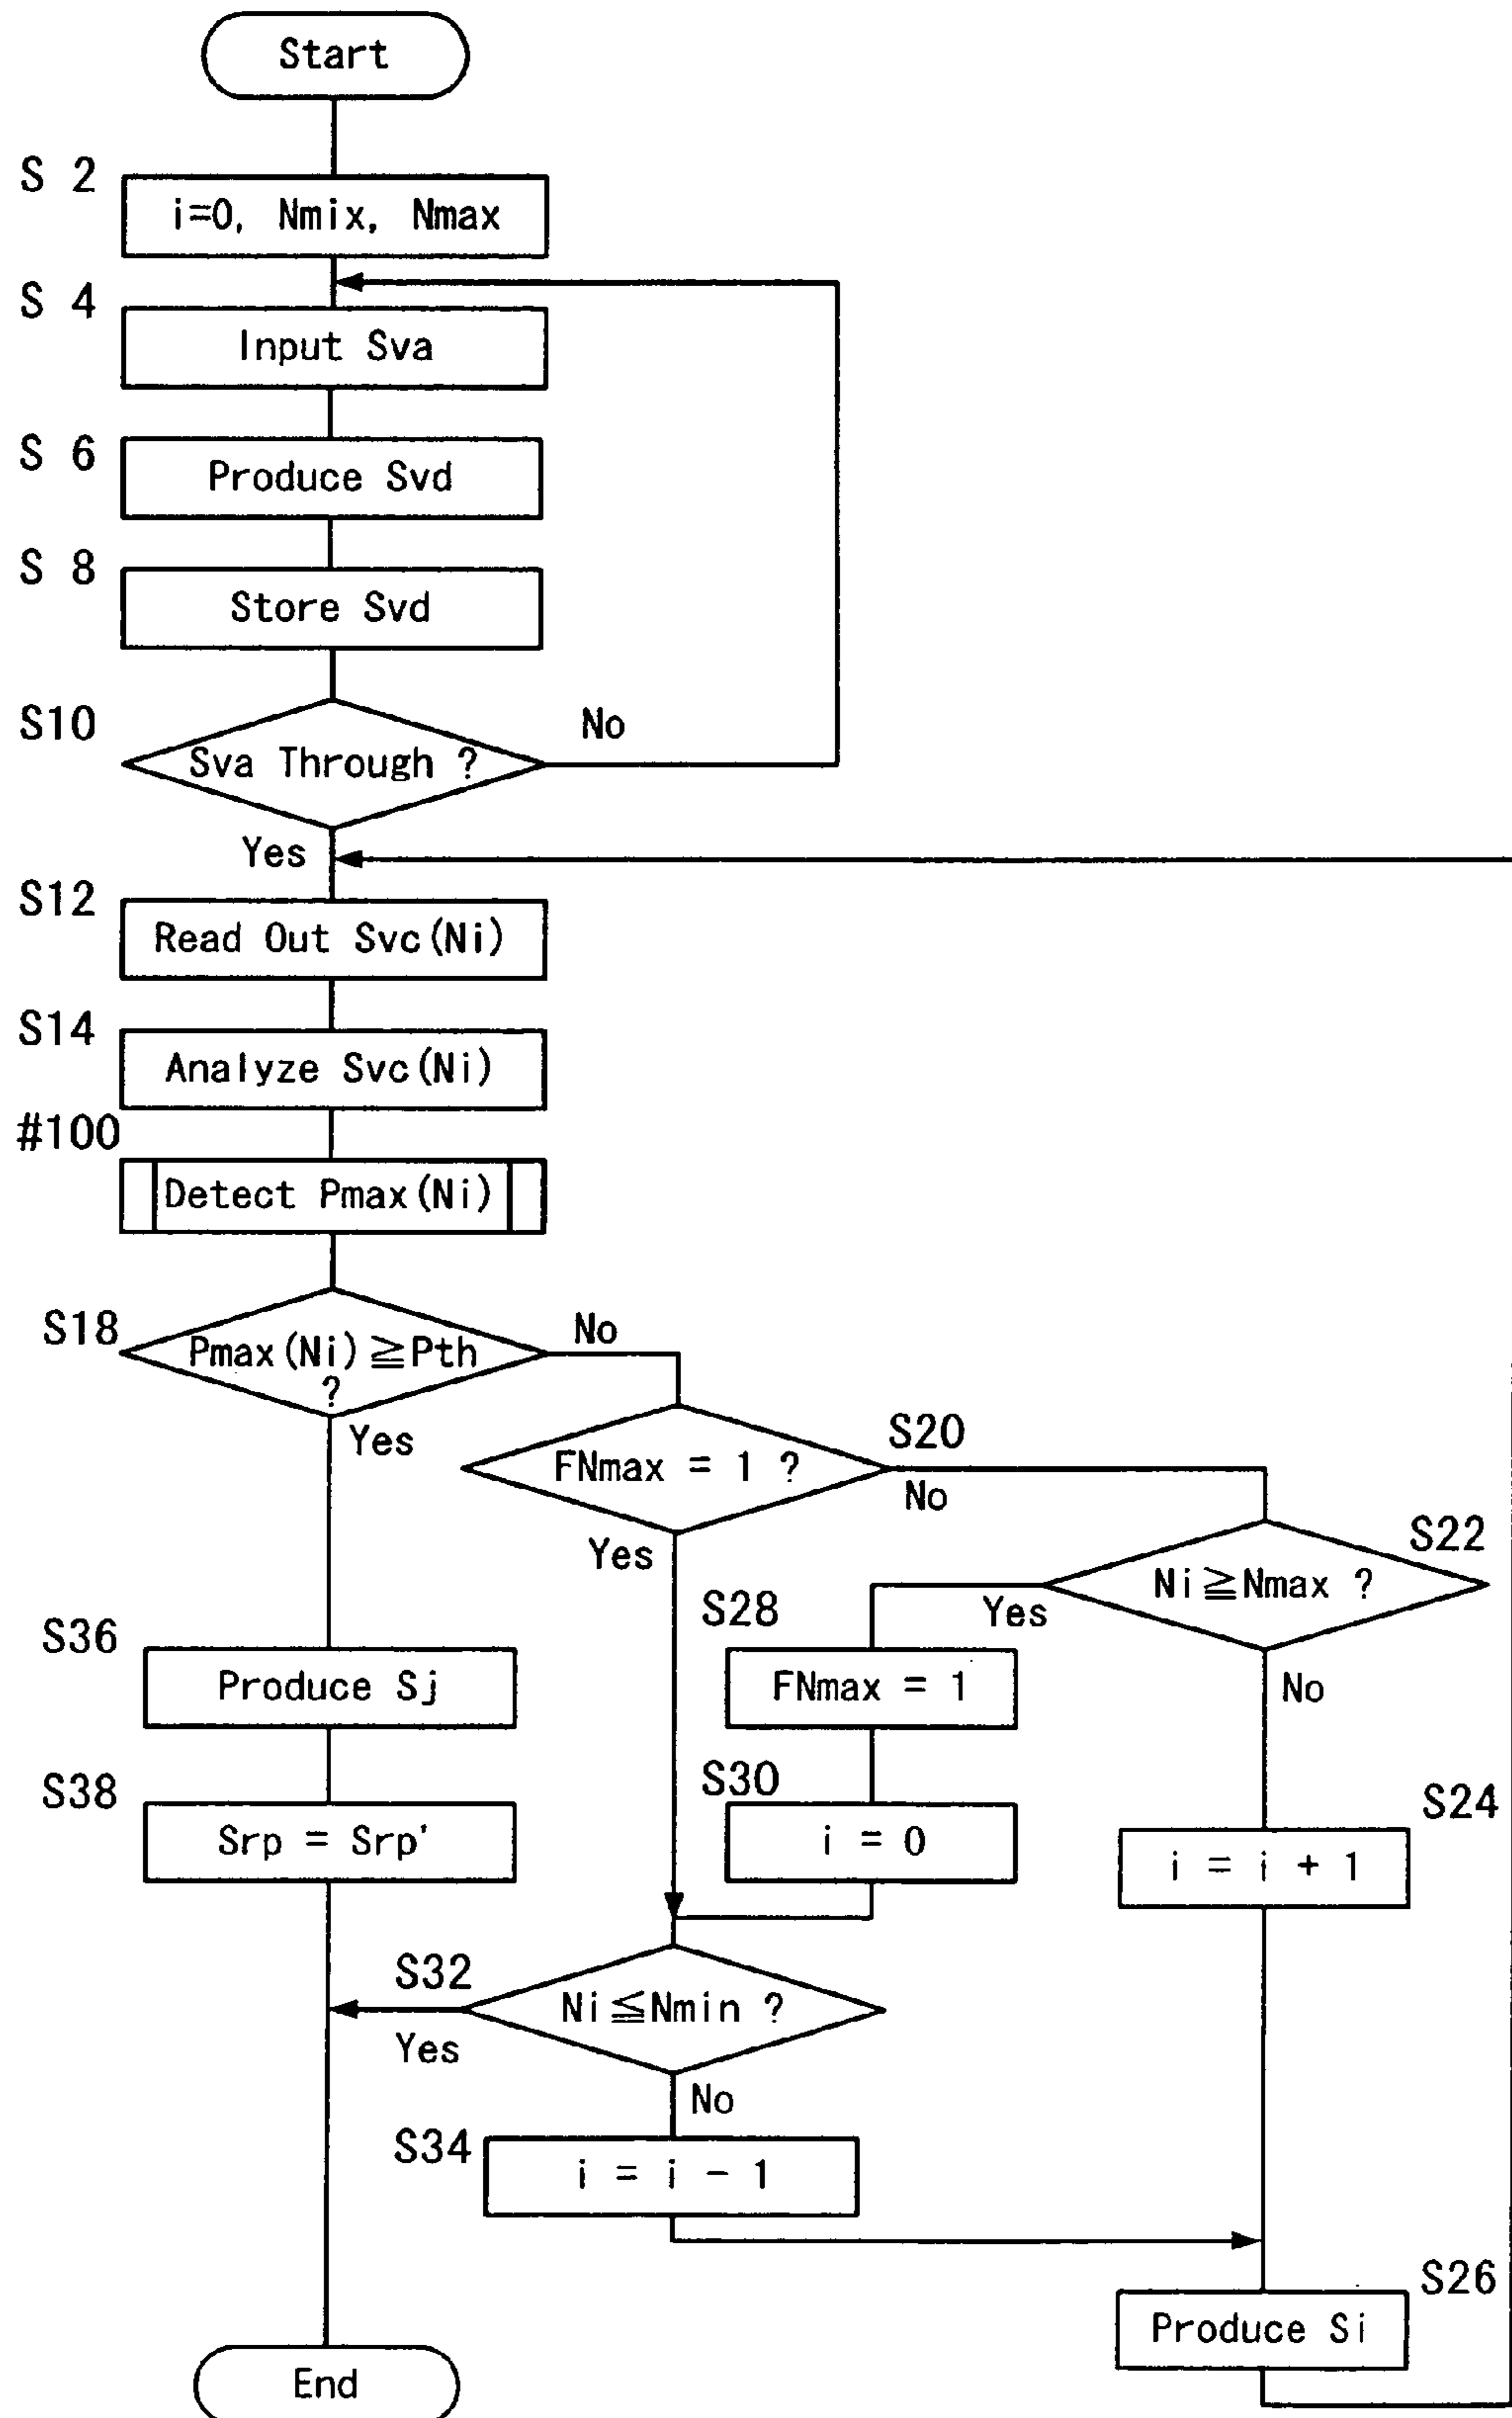 Start
S 2
i=0, Nmix, Nmax
S 4
Input Sva
S 6
Produce Svd
S 8
Store Svd
S10
Sva Through ?
No
Yes
S12
Read Out Svc(Ni)
S14
Analyze Svc(Ni)
#100
Detect Pmax(Ni)
S18
Pmax(Ni)≧Pth
?
No
Yes
S20
FNmax = 1 ?
No
Yes
S22
Ni≧Nmax ?
Yes
No
S28
FNmax = 1
S36
Produce Sj
S30
i = 0
S38
Srp = Srp'
S24
i = i + 1
S32
Ni≦Nmin ?
Yes
No
S34
i = i - 1
S26
Produce Si
End